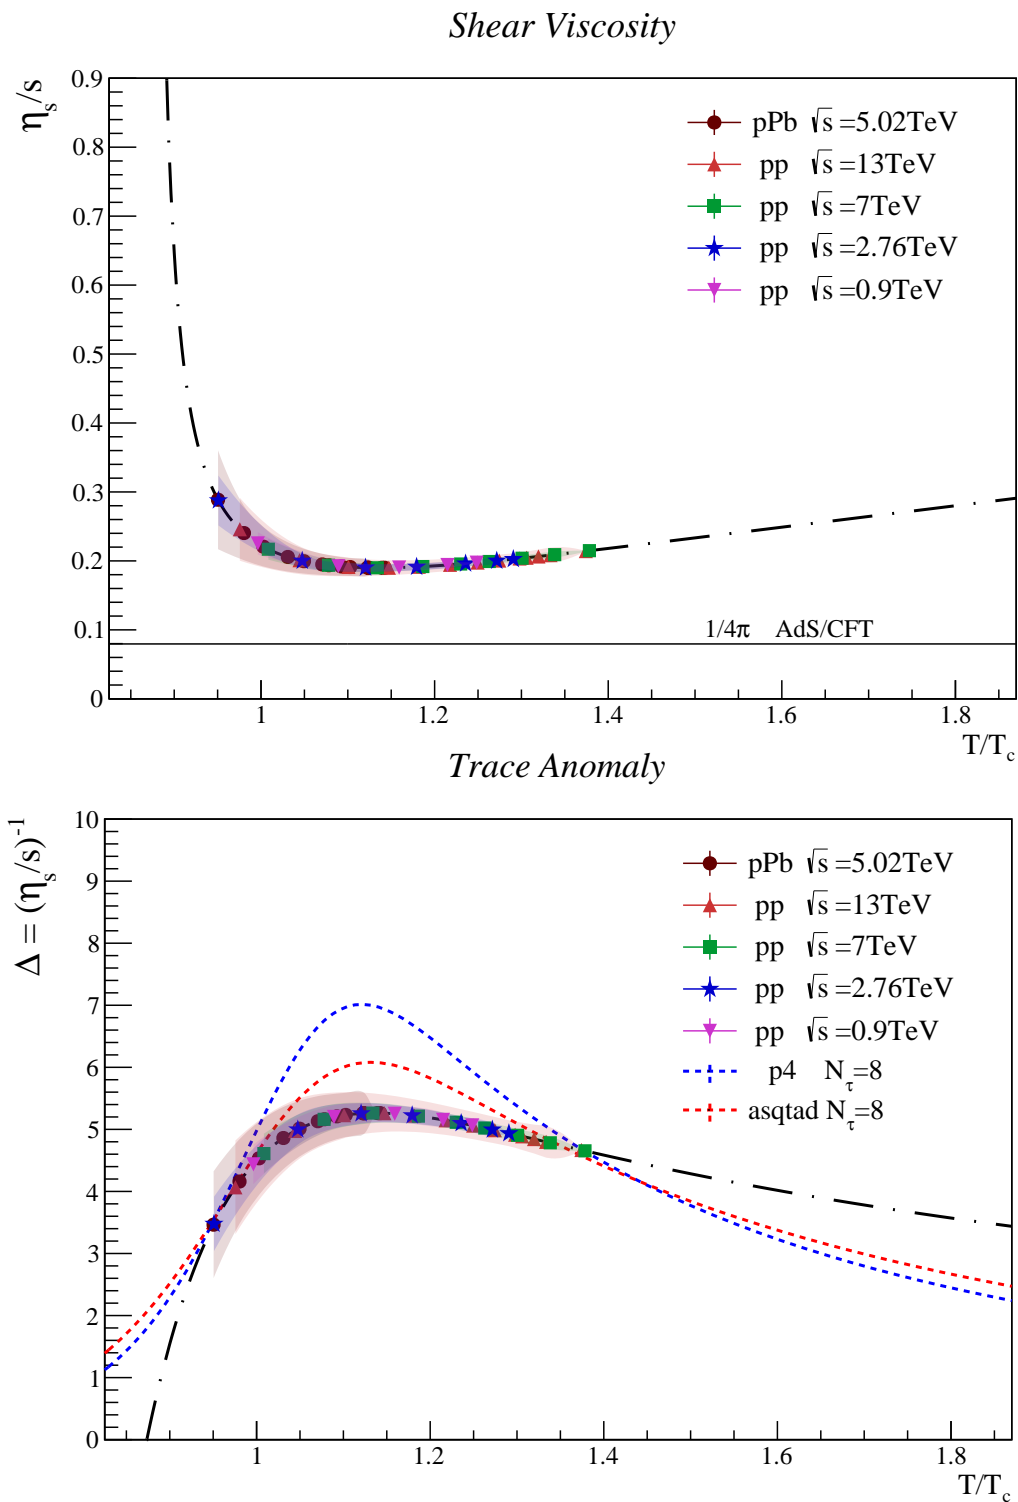 Shear Viscosity
η_s/s
0.9
0.8
0.7
0.6
0.5
0.4
0.3
0.2
0.1
0
pPb √s =5.02TeV
pp √s =13TeV
pp √s =7TeV
pp √s =2.76TeV
pp √s =0.9TeV
1/4π AdS/CFT
1 1.2 1.4 1.6 1.8
T/T_c
Trace Anomaly
Δ = (η_s/s)^-1
10
9
8
7
6
5
4
3
2
1
0
pPb √s =5.02TeV
pp √s =13TeV
pp √s =7TeV
pp √s =2.76TeV
pp √s =0.9TeV
p4 N_τ=8
asqtad N_τ=8
1 1.2 1.4 1.6 1.8
T/T_c